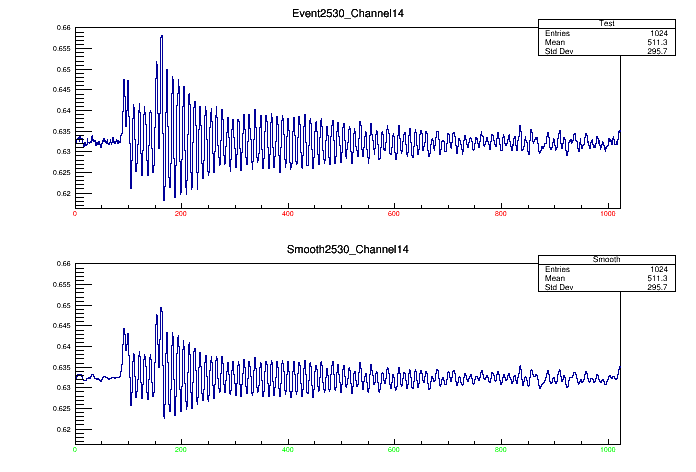 Event2530_Channel14
Test
Entries 1024
Mean 511.3
Std Dev 295.7
0.66
0.655
0.65
0.645
0.64
0.635
0.63
0.625
0.62
0 200 400 600 800 1000
Smooth2530_Channel14
Smooth
Entries 1024
Mean 511.3
Std Dev 295.7
0.66
0.655
0.65
0.645
0.64
0.635
0.63
0.625
0.62
0 200 400 600 800 1000